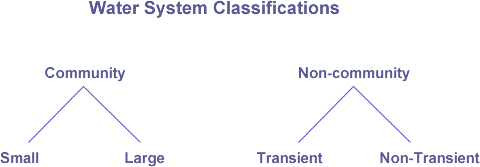 Water System Classifications
Community Non-community
Small Large Transient Non-Transient